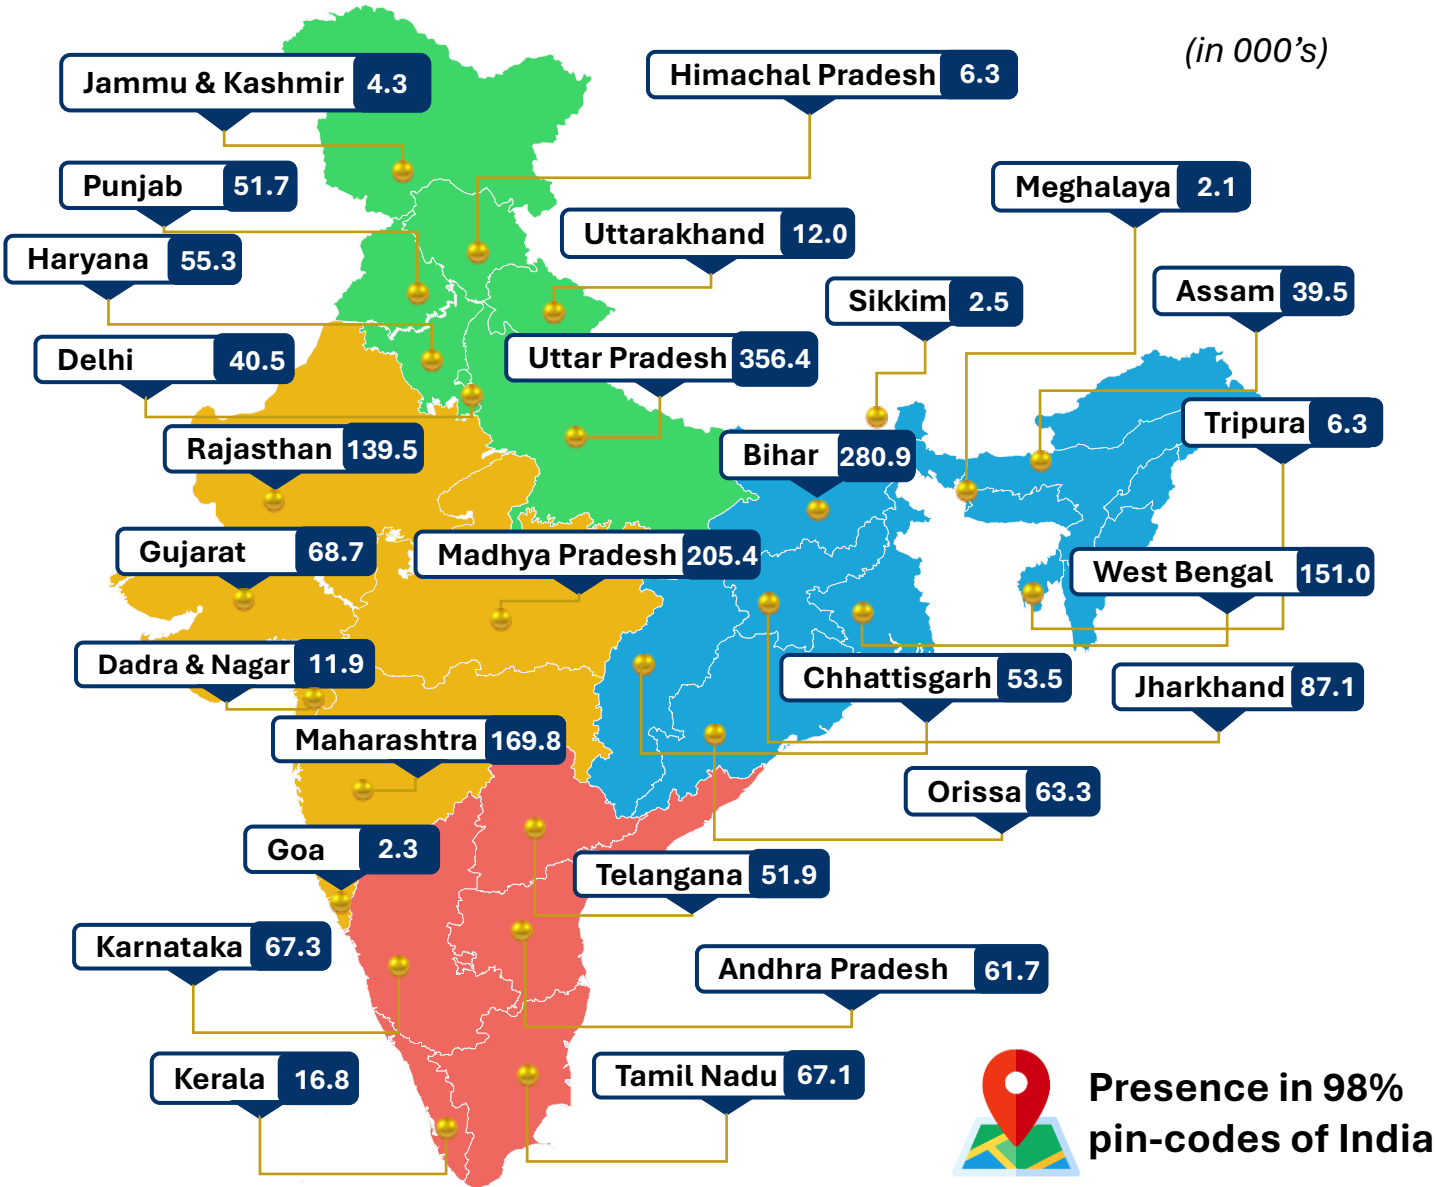 (in 000's)
Jammu & Kashmir 4.3
Himachal Pradesh 6.3
Punjab 51.7
Meghalaya 2.1
Uttarakhand 12.0
Haryana 55.3
Sikkim 2.5
Assam 39.5
Delhi 40.5
Uttar Pradesh 356.4
Tripura 6.3
Rajasthan 139.5
Bihar 280.9
Gujarat 68.7
Madhya Pradesh 205.4
West Bengal 151.0
Dadra & Nagar 11.9
Chhattisgarh 53.5
Jharkhand 87.1
Maharashtra 169.8
Orissa 63.3
Goa 2.3
Telangana 51.9
Karnataka 67.3
Andhra Pradesh 61.7
Kerala 16.8
Tamil Nadu 67.1
Presence in 98%
pin-codes of India